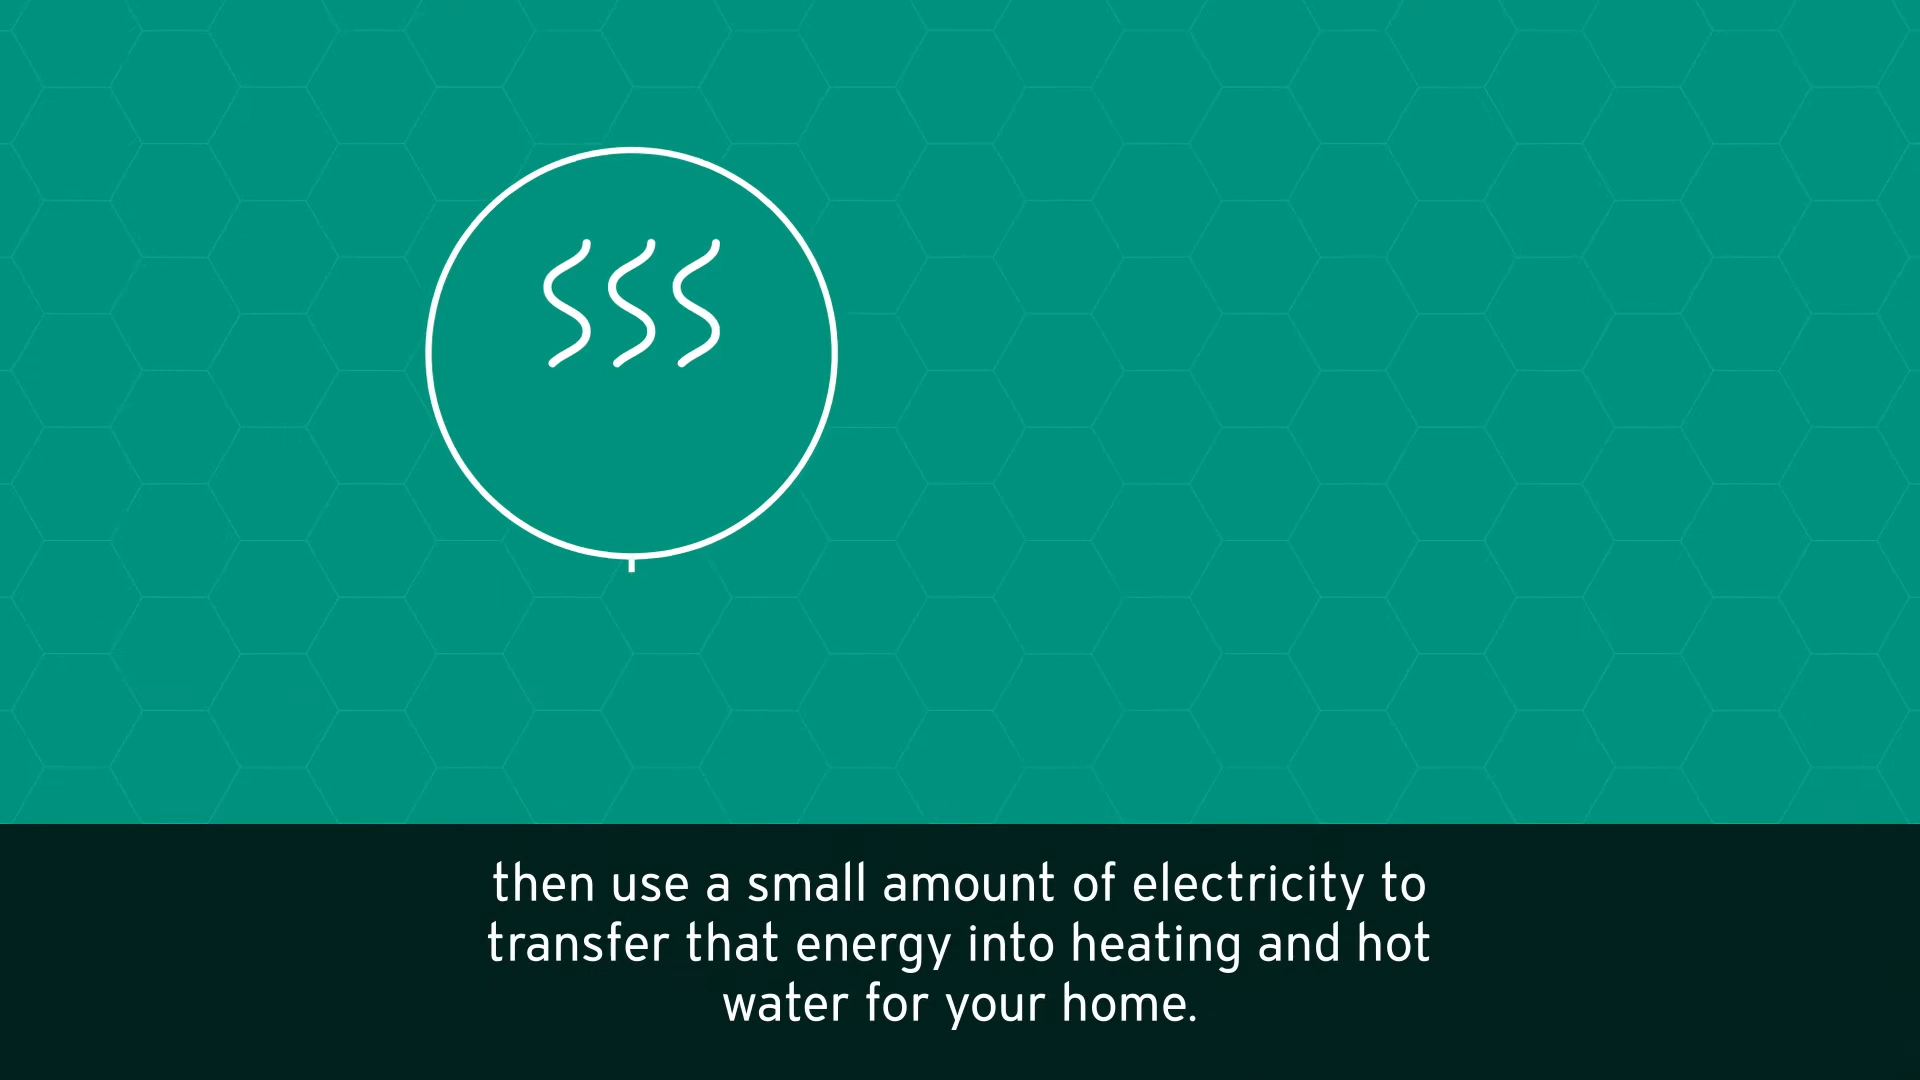 then use a small amount of electricity to
transfer that energy into heating and hot
water for your home.